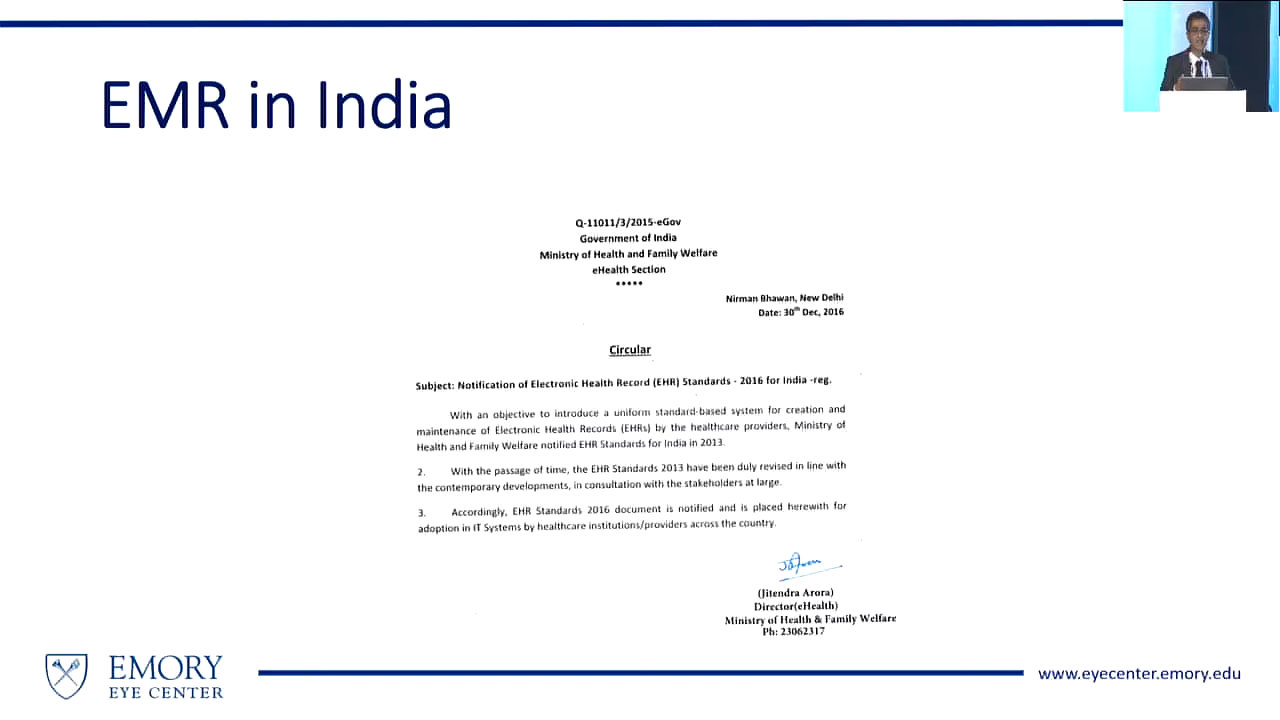 EMR in India
Q-11011/3/2015-eGov
Government of India
Ministry of Health and Family Welfare
eHealth Section
*****
Nirman Bhawan, New Delhi
Date: 30th Dec, 2016
Circular
Subject: Notification of Electronic Health Record (EHR) Standards - 2016 for India -reg.
With an objective to introduce a uniform standard-based system for creation and
maintenance of Electronic Health Records (EHRs) by the healthcare providers, Ministry of
Health and Family Welfare notified EHR Standards for India in 2013.
2. With the passage of time, the EHR Standards 2013 have been duly revised in line with
the contemporary developments, in consultation with the stakeholders at large.
3. Accordingly, EHR Standards 2016 document is notified and is placed herewith for
adoption in IT Systems by healthcare institutions/providers across the country.
(Jitendra Arora)
Director(eHealth)
Ministry of Health & Family Welfare
Ph: 23062317
EMORY
EYE CENTER
www.eyecenter.emory.edu